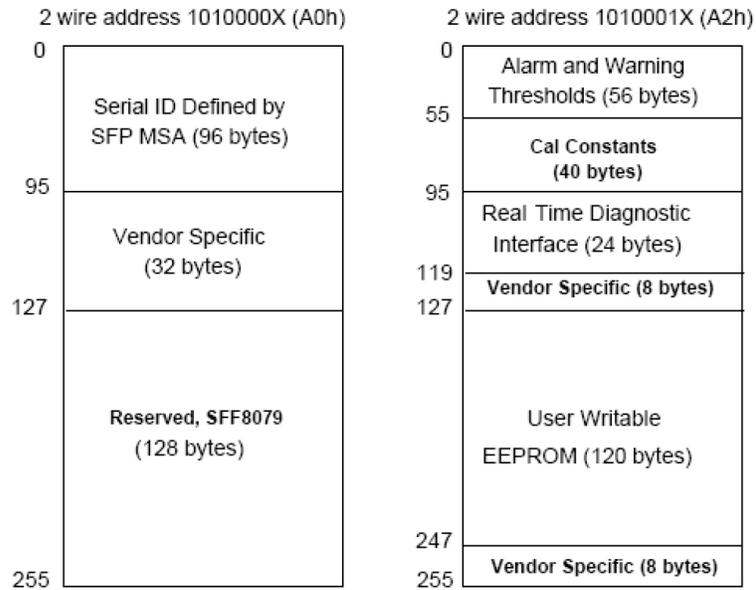 2 wire address 1010000X (A0h)
0
Serial ID Defined by
SFP MSA (96 bytes)
95
Vendor Specific
(32 bytes)
127
Reserved, SFF8079
(128 bytes)
255
2 wire address 1010001X (A2h)
0
Alarm and Warning
Thresholds (56 bytes)
55
Cal Constants
(40 bytes)
95
Real Time Diagnostic
Interface (24 bytes)
119
Vendor Specific (8 bytes)
127
User Writable
EEPROM (120 bytes)
247
Vendor Specific (8 bytes)
255